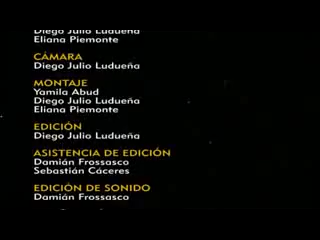 Diego Julio Ludueña
Eliana Piemonte
CÁMARA
Diego Julio Ludueña
MONTAJE
Yamila Abud
Diego Julio Ludueña
Eliana Piemonte
EDICIÓN
Diego Julio Ludueña
ASISTENCIA DE EDICIÓN
Damián Frossasco
Sebastián Cáceres
EDICIÓN DE SONIDO
Damián Frossasco